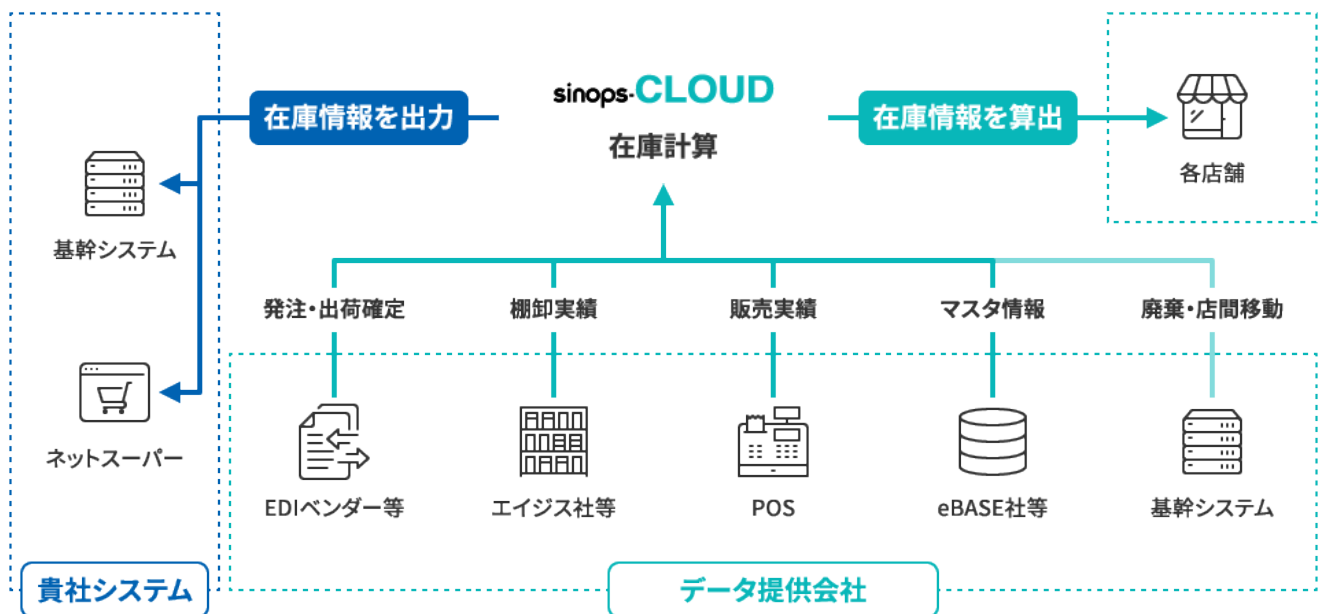 sinops-CLOUD
在庫計算
在庫情報を出力
在庫情報を算出
各店舗
基幹システム
ネットスーパー
発注・出荷確定
棚卸実績
販売実績
マスタ情報
廃棄・店間移動
EDIベンダー等
エイジス社等
POS
eBASE社等
基幹システム
貴社システム
データ提供会社